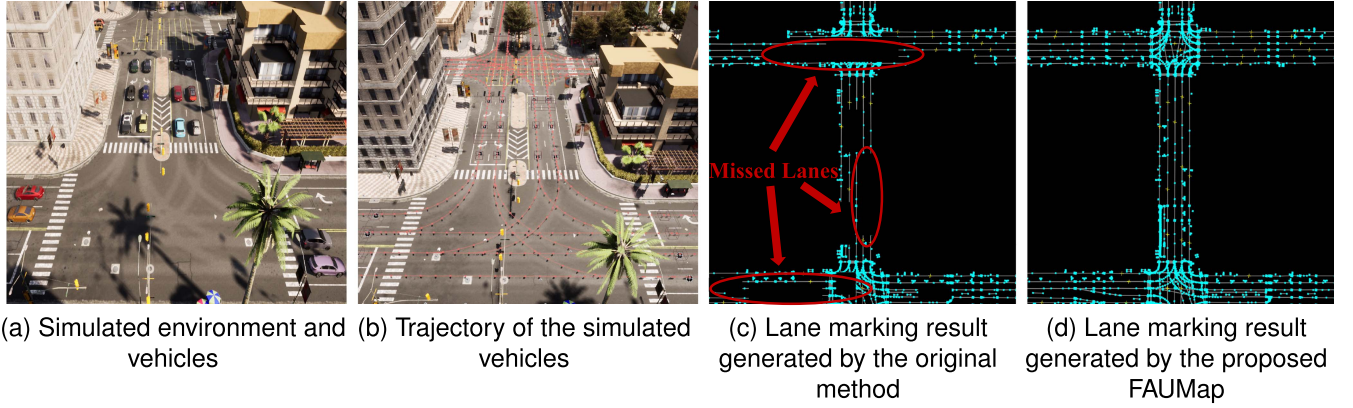 Missed Lanes
(a) Simulated environment and
vehicles
(b) Trajectory of the simulated
vehicles
(c) Lane marking result
generated by the original
method
(d) Lane marking result
generated by the proposed
FAUMap